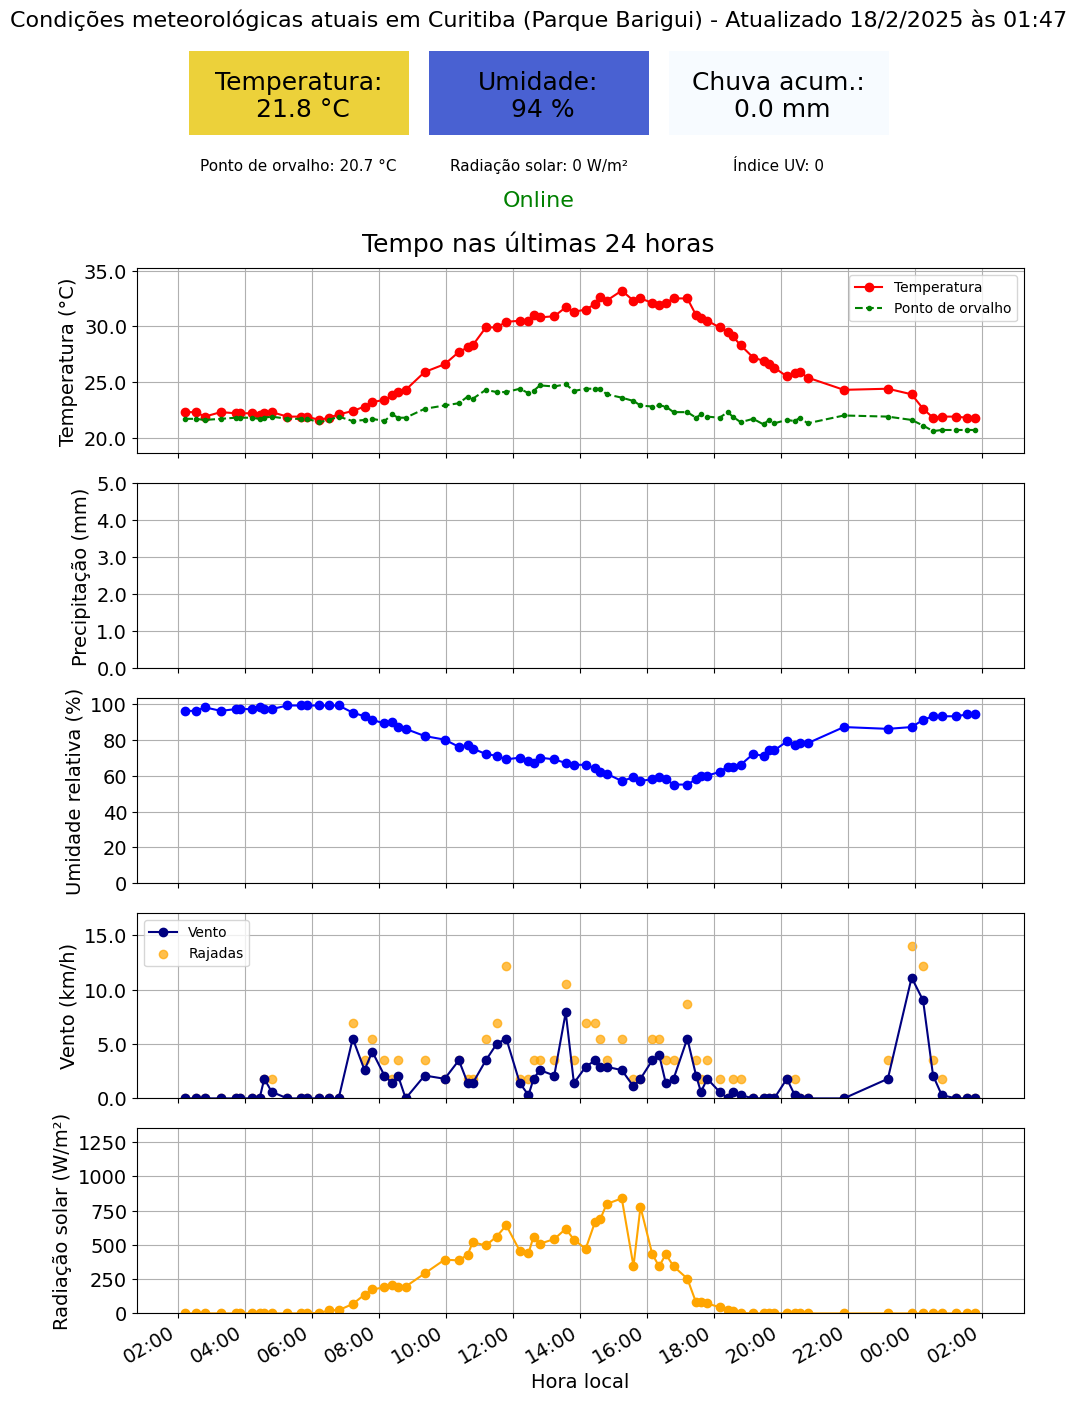 Condições meteorológicas atuais em Curitiba (Parque Barigui) - Atualizado 18/2/2025 às 01:47
Temperatura:
21.8 °C
Umidade:
94 %
Chuva acum.:
0.0 mm
Ponto de orvalho: 20.7 °C
Radiação solar: 0 W/m²
Índice UV: 0
Online
Tempo nas últimas 24 horas
Temperatura (°C)
35.0
30.0
25.0
20.0
Temperatura
Ponto de orvalho
Precipitação (mm)
5.0
4.0
3.0
2.0
1.0
0.0
Umidade relativa (%)
100
80
60
40
20
0
Vento (km/h)
15.0
10.0
5.0
0.0
Vento
Rajadas
Radiação solar (W/m²)
1250
1000
750
500
250
0
02:00
04:00
06:00
08:00
10:00
12:00
14:00
16:00
18:00
20:00
22:00
00:00
02:00
Hora local